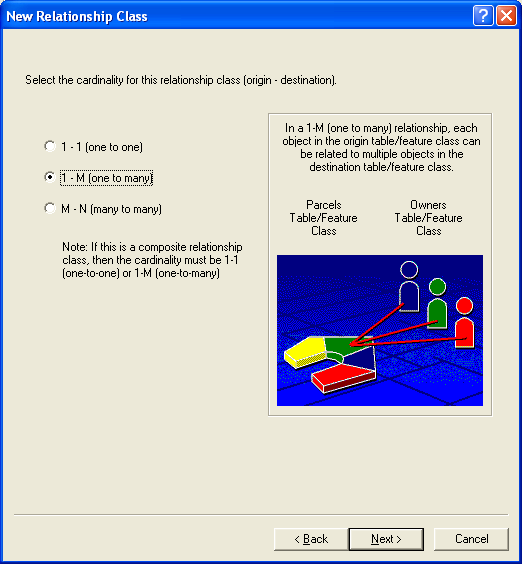 New Relationship Class
Select the cardinality for this relationship class (origin - destination).
1 - 1 (one to one)
1 - M (one to many)
M - N (many to many)
Note: If this is a composite relationship
class, then the cardinality must be 1-1
(one-to-one) or 1-M (one-to-many)
In a 1-M (one to many) relationship, each
object in the origin table/feature class can
be related to multiple objects in the
destination table/feature class.
Parcels
Table/Feature
Class
Owners
Table/Feature
Class
< Back
Next >
Cancel